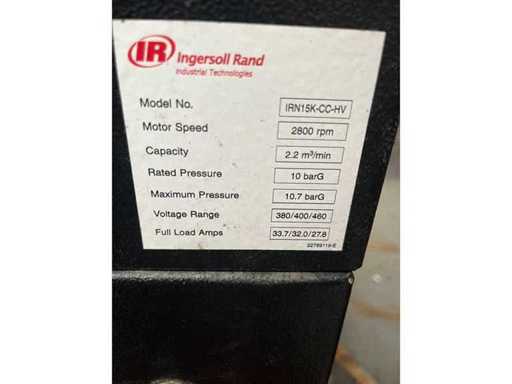 IR Ingersoll Rand
Industrial Technologies
Model No. IRN15K-CC-HV
Motor Speed 2800 rpm
Capacity 2.2 m³/min
Rated Pressure 10 barG
Maximum Pressure 10.7 barG
Voltage Range 380/400/460
Full Load Amps 33.7/32.0/27.8
22789119-E